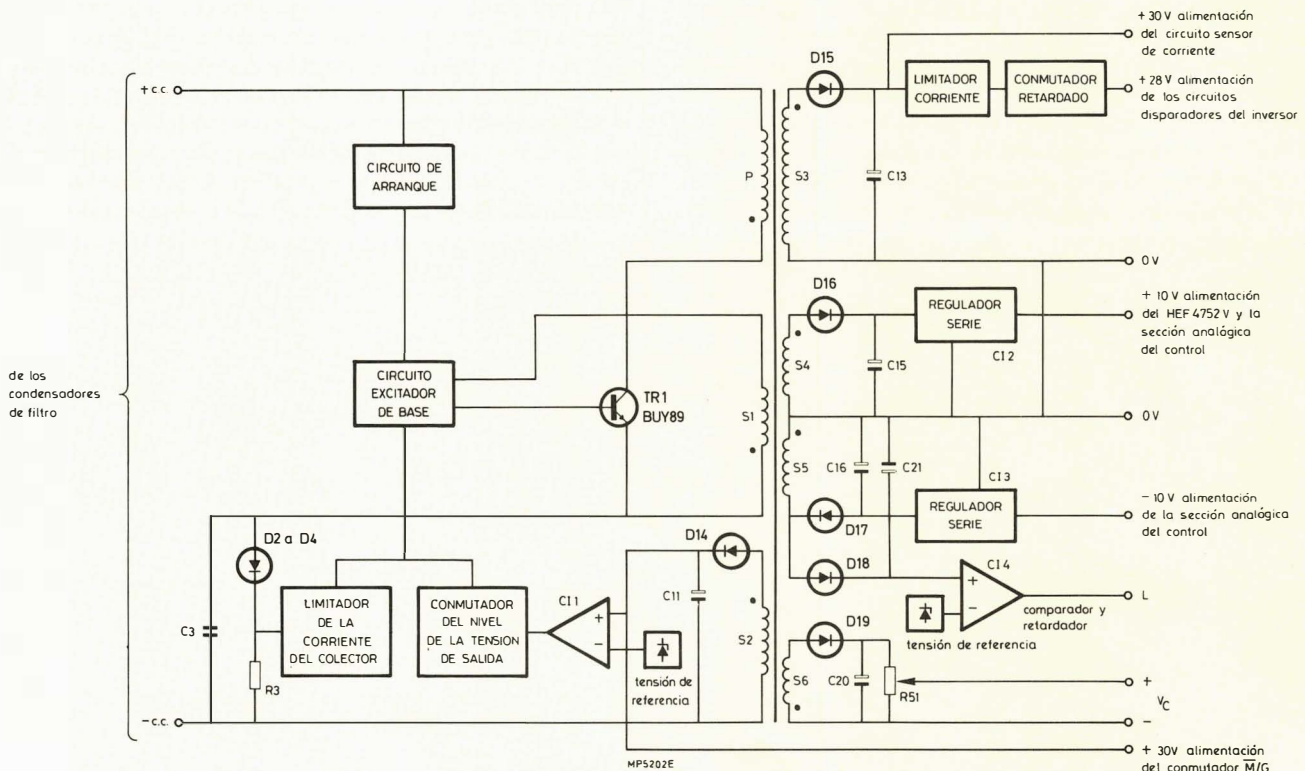 + 30 V alimentación
del circuito sensor
de corriente
D15
LIMITADOR
CORRIENTE
CONMUTADOR
RETARDADO
+ 28 V alimentación
de los circuitos
disparadores del inversor
+ c.c.
CIRCUITO DE
ARRANQUE
P
S3
C13
0 V
D16
REGULADOR
SERIE
CI2
+ 10 V alimentación
del HEF 4752 V y la
sección analógica
del control
de los
condensadores
de filtro
CIRCUITO
EXCITADOR
DE BASE
TR1
BUY89
S1
S4
C15
0 V
S5
C16
C21
CI3
REGULADOR
SERIE
− 10 V alimentación
de la sección analógica
del control
D17
D18
D2 a D4
D14
CI4
+
−
L
comparador y
retardador
tensión de referencia
C3
R3
LIMITADOR
DE LA
CORRIENTE
DEL COLECTOR
CONMUTADOR
DEL NIVEL
DE LA TENSION
DE SALIDA
CI1
+
−
tensión de
referencia
C11
S2
D19
S6
C20
R51
+
VC
−
− c.c.
+ 30V alimentación
del conmutador M̅/G
MP5202E